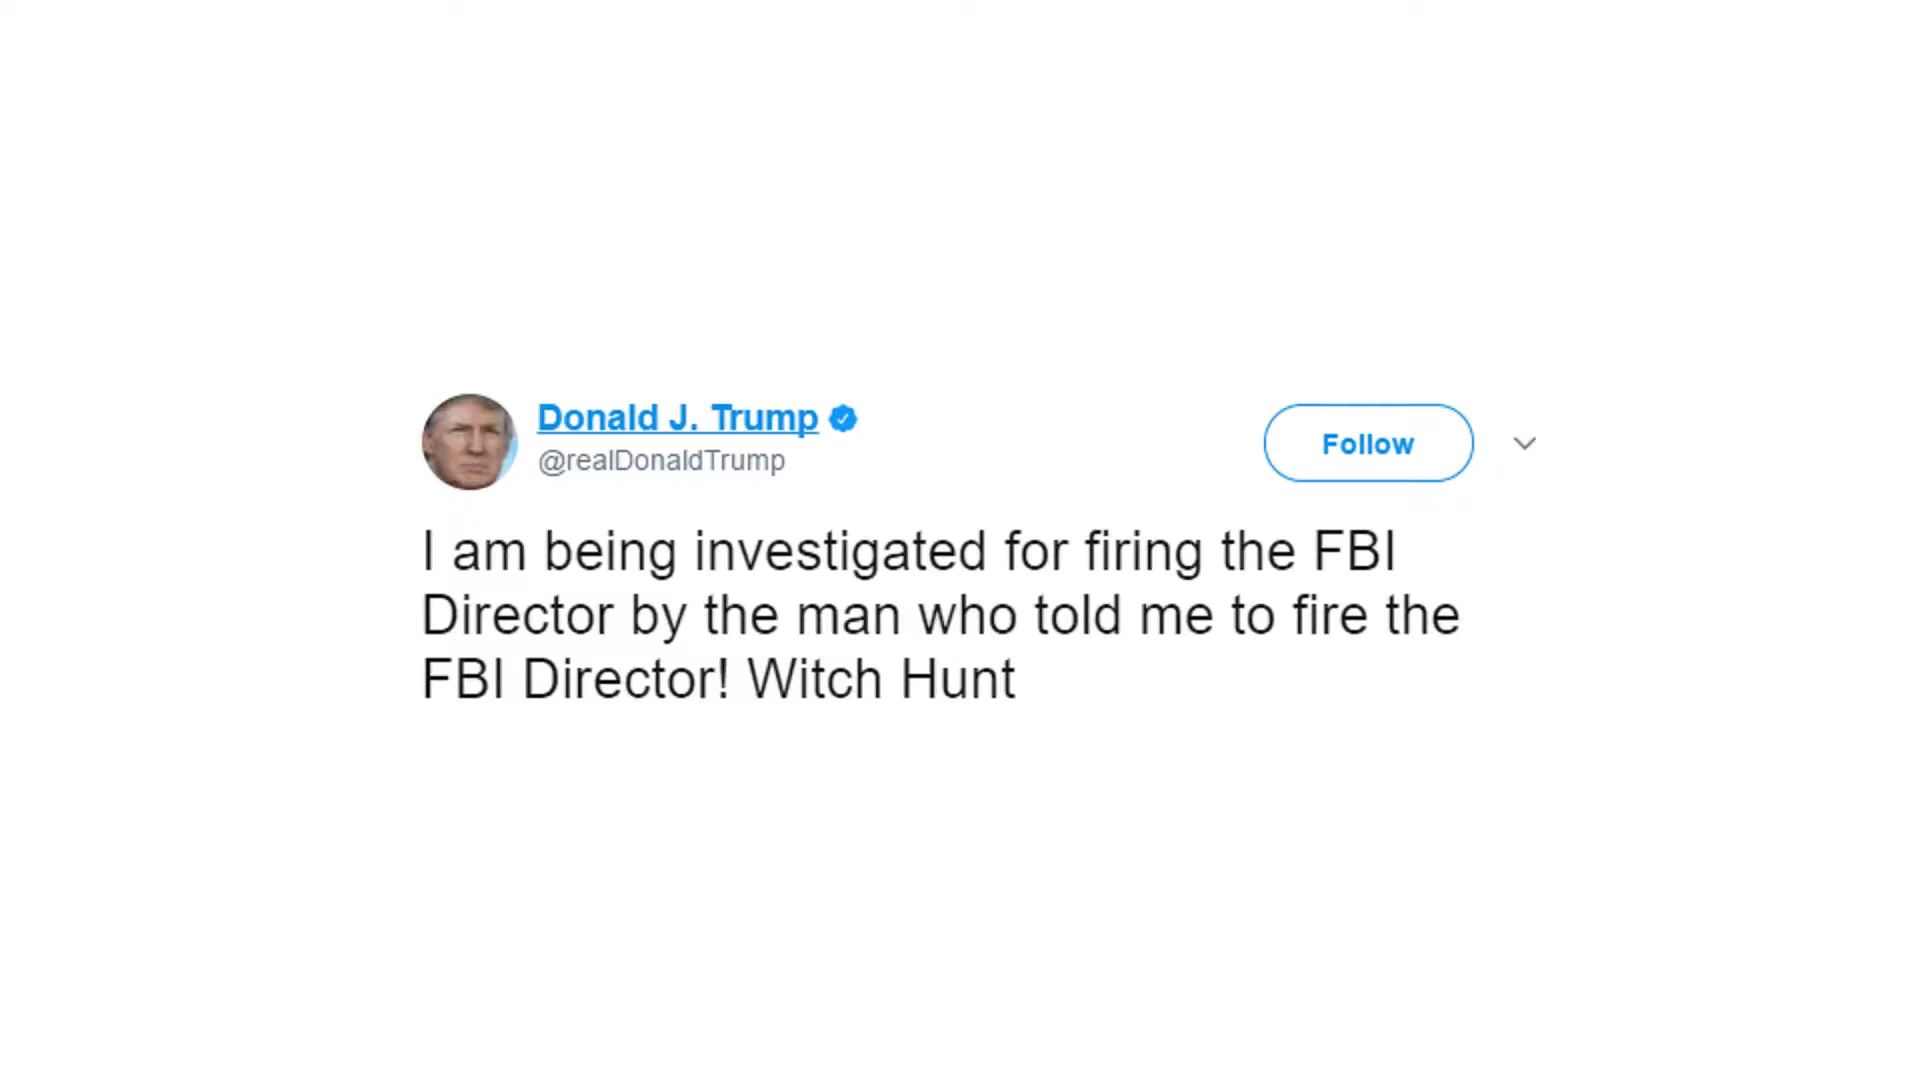 Donald J. Trump
@realDonaldTrump
Follow
I am being investigated for firing the FBI
Director by the man who told me to fire the
FBI Director! Witch Hunt